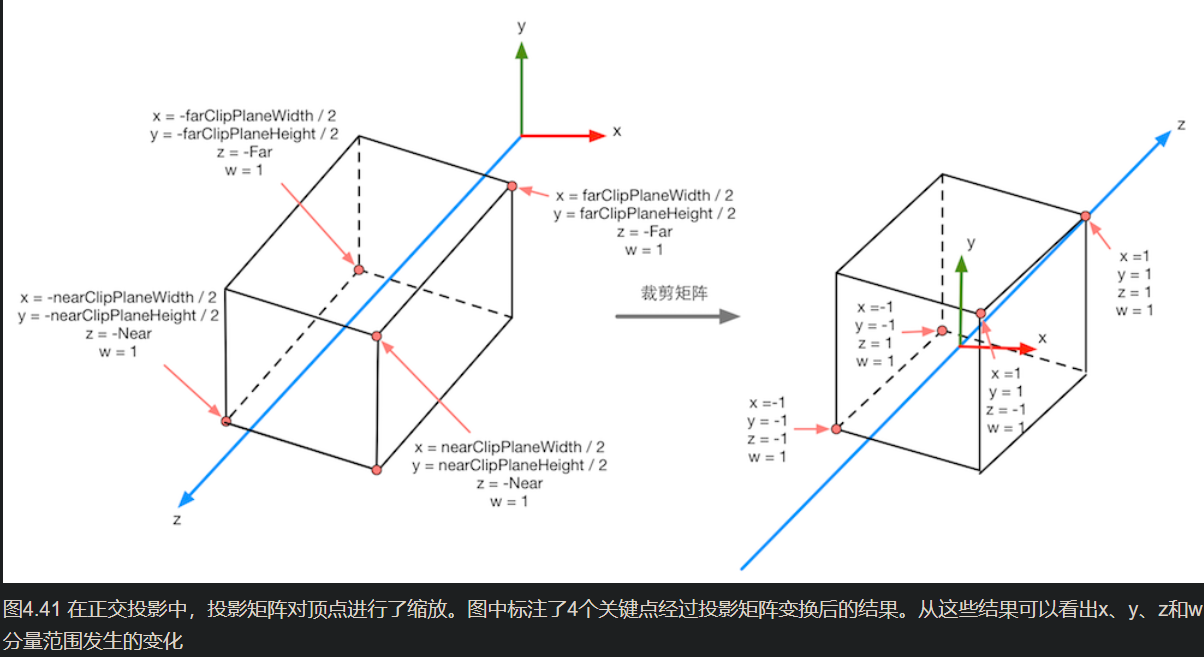 y
x
x = -farClipPlaneWidth / 2
y = -farClipPlaneHeight / 2
z = -Far
w = 1
x = farClipPlaneWidth / 2
y = farClipPlaneHeight / 2
z = -Far
w = 1
x = -nearClipPlaneWidth / 2
y = -nearClipPlaneHeight / 2
z = -Near
w = 1
x = nearClipPlaneWidth / 2
y = nearClipPlaneHeight / 2
z = -Near
w = 1
z
裁剪矩阵
z
y
x
x =1
y = 1
z = 1
w = 1
x =-1
y = -1
z = 1
w = 1
x =1
y = 1
z = -1
w = 1
x =-1
y = -1
z = -1
w = 1
图4.41 在正交投影中，投影矩阵对顶点进行了缩放。图中标注了4个关键点经过投影矩阵变换后的结果。从这些结果可以看出x、y、z和w
分量范围发生的变化